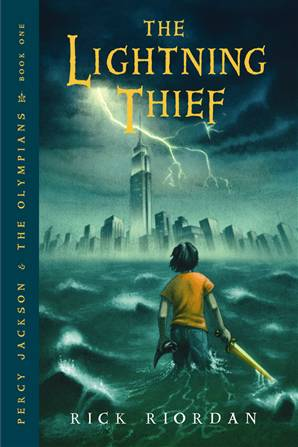 THE
LIGHTNING
THIEF
PERCY JACKSON & THE OLYMPIANS BOOK ONE
RICK RIORDAN